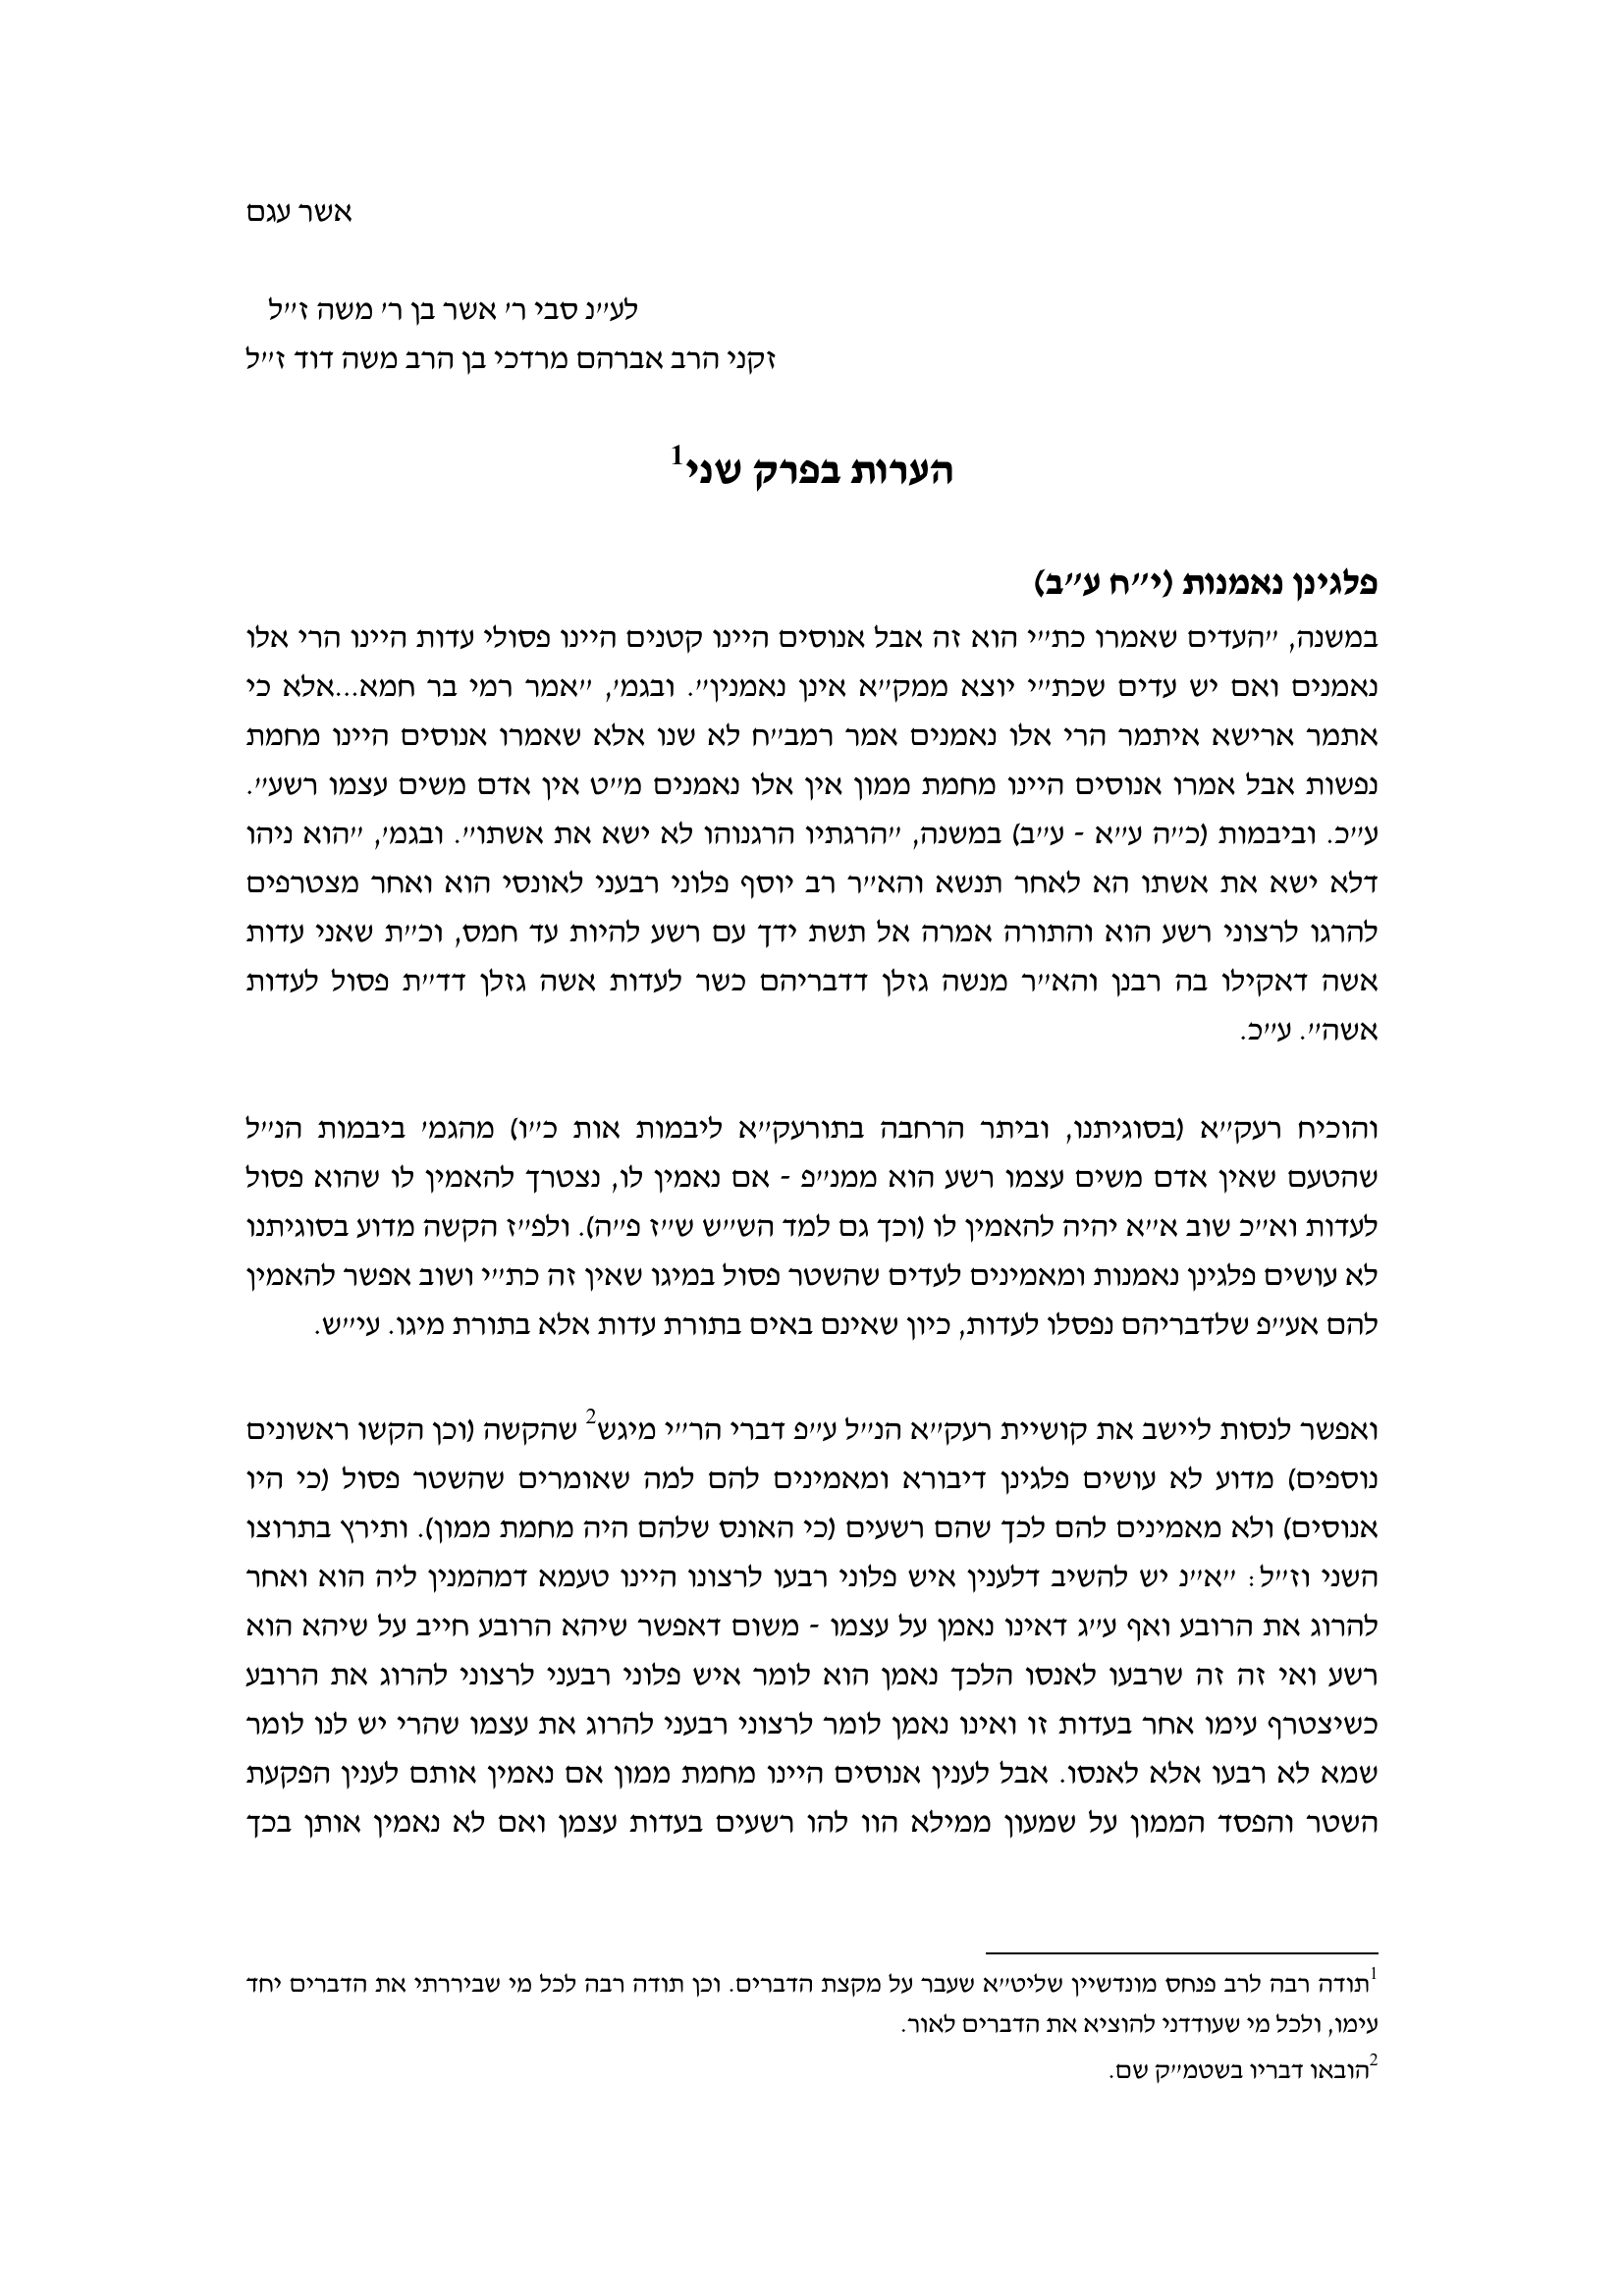 אשר עגם
לע״נ סבי ר׳ אשר בן ר׳ משה ז״ל
זקני הרב אברהם מרדכי בן הרב משה דוד ז״ל
הערות בפרק שני1
פלגינן נאמנות (י״ח ע״ב)
במשנה, ״העדים שאמרו כת״י הוא זה אבל אנוסים היינו קטנים היינו פסולי עדות היינו הרי אלו
נאמנים ואם יש עדים שכת״י יוצא ממק״א אינן נאמנין״. ובגמ׳, ״אמר רמי בר חמא...אלא כי
אתמר ארישא איתמר הרי אלו נאמנים אמר רמב״ח לא שנו אלא שאמרו אנוסים היינו מחמת
נפשות אבל אמרו אנוסים היינו מחמת ממון אין אלו נאמנים מ״ט אין אדם משים עצמו רשע״.
ע״כ. וביבמות (כ״ה ע״א - ע״ב) במשנה, ״הרגתיו הרגנוהו לא ישא את אשתו״. ובגמ׳, ״הוא ניהו
דלא ישא את אשתו הא לאחר תנשא והא״ר רב יוסף פלוני רבעני לאונסי הוא ואחר מצטרפים
להרגו לרצוני רשע הוא והתורה אמרה אל תשת ידך עם רשע להיות עד חמס, וכ״ת שאני עדות
אשה דאקילו בה רבנן והא״ר מנשה גזלן דדבריהם כשר לעדות אשה גזלן דד״ת פסול לעדות
אשה״. ע״כ.
והוכיח רעק״א (בסוגיתנו, וביתר הרחבה בתורעק״א ליבמות אות כ״ו) מהגמ׳ ביבמות הנ״ל
שהטעם שאין אדם משים עצמו רשע הוא ממנ״פ - אם נאמין לו, נצטרך להאמין לו שהוא פסול
לעדות וא״כ שוב א״א יהיה להאמין לו (וכך גם למד הש״ש ש״ז פ״ה). ולפ״ז הקשה מדוע בסוגיתנו
לא עושים פלגינן נאמנות ומאמינים לעדים שהשטר פסול במיגו שאין זה כת״י ושוב אפשר להאמין
להם אע״פ שלדבריהם נפסלו לעדות, כיון שאינם באים בתורת עדות אלא בתורת מיגו. עי״ש.
ואפשר לנסות ליישב את קושיית רעק״א הנ״ל ע״פ דברי הר״י מיגש2 שהקשה (וכן הקשו ראשונים
נוספים) מדוע לא עושים פלגינן דיבורא ומאמינים להם למה שאומרים שהשטר פסול (כי היו
אנוסים) ולא מאמינים להם לכך שהם רשעים (כי האונס שלהם היה מחמת ממון). ותירץ בתרוצו
השני וז״ל: ״א״נ יש להשיב דלענין איש פלוני רבעו לרצונו היינו טעמא דמהמנין ליה הוא ואחר
להרוג את הרובע ואף ע״ג דאינו נאמן על עצמו - משום דאפשר שיהא הרובע חייב על שיהא הוא
רשע ואי זה זה שרבעו לאנסו הלכך נאמן הוא לומר איש פלוני רבעני לרצוני להרוג את הרובע
כשיצטרף עימו אחר בעדות זו ואינו נאמן לומר לרצוני רבעני להרוג את עצמו שהרי יש לנו לומר
שמא לא רבעו אלא לאנסו. אבל לענין אנוסים היינו מחמת ממון אם נאמין אותם לענין הפקעת
השטר והפסד הממון על שמעון ממילא הוו להו רשעים בעדות עצמן ואם לא נאמין אותן בכך
1תודה רבה לרב פנחס מונדשיין שליט״א שעבר על מקצת הדברים. וכן תודה רבה לכל מי שביררתי את הדברים יחד
עימו, ולכל מי שעודדני להוציא את הדברים לאור.
2הובאו דבריו בשטמ״ק שם.